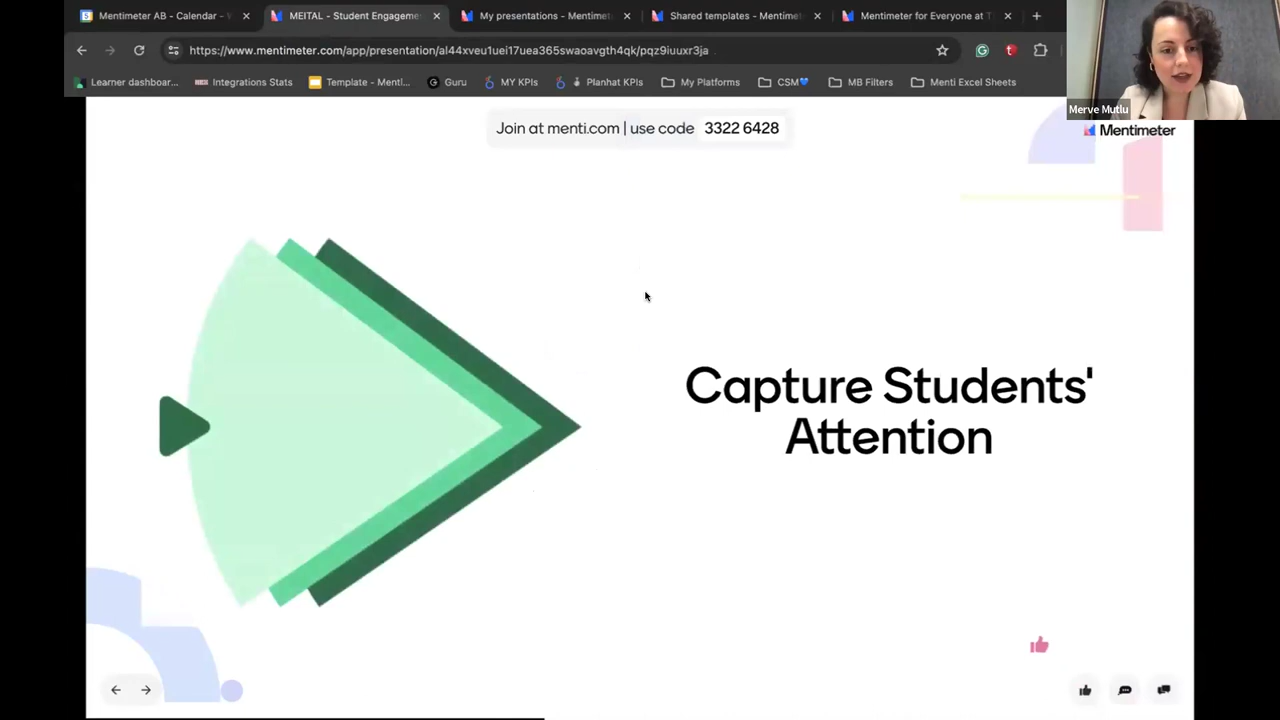 Mentimeter AB - Calendar - W
MEITAL - Student Engageme
My presentations - Mentimet
Shared templates - Mentime
Mentimeter for Everyone at T
https://www.mentimeter.com/app/presentation/al44xveu1uei17uea365swaoavgth4qk/pqz9iuuxr3ja
Learner dashboar...
Integrations Stats
Template - Menti...
Guru
MY KPIs
Planhat KPIs
My Platforms
CSM💙
MB Filters
Menti Excel Sheets
Merve Mutlu
Join at menti.com | use code 3322 6428
Mentimeter
Capture Students'
Attention